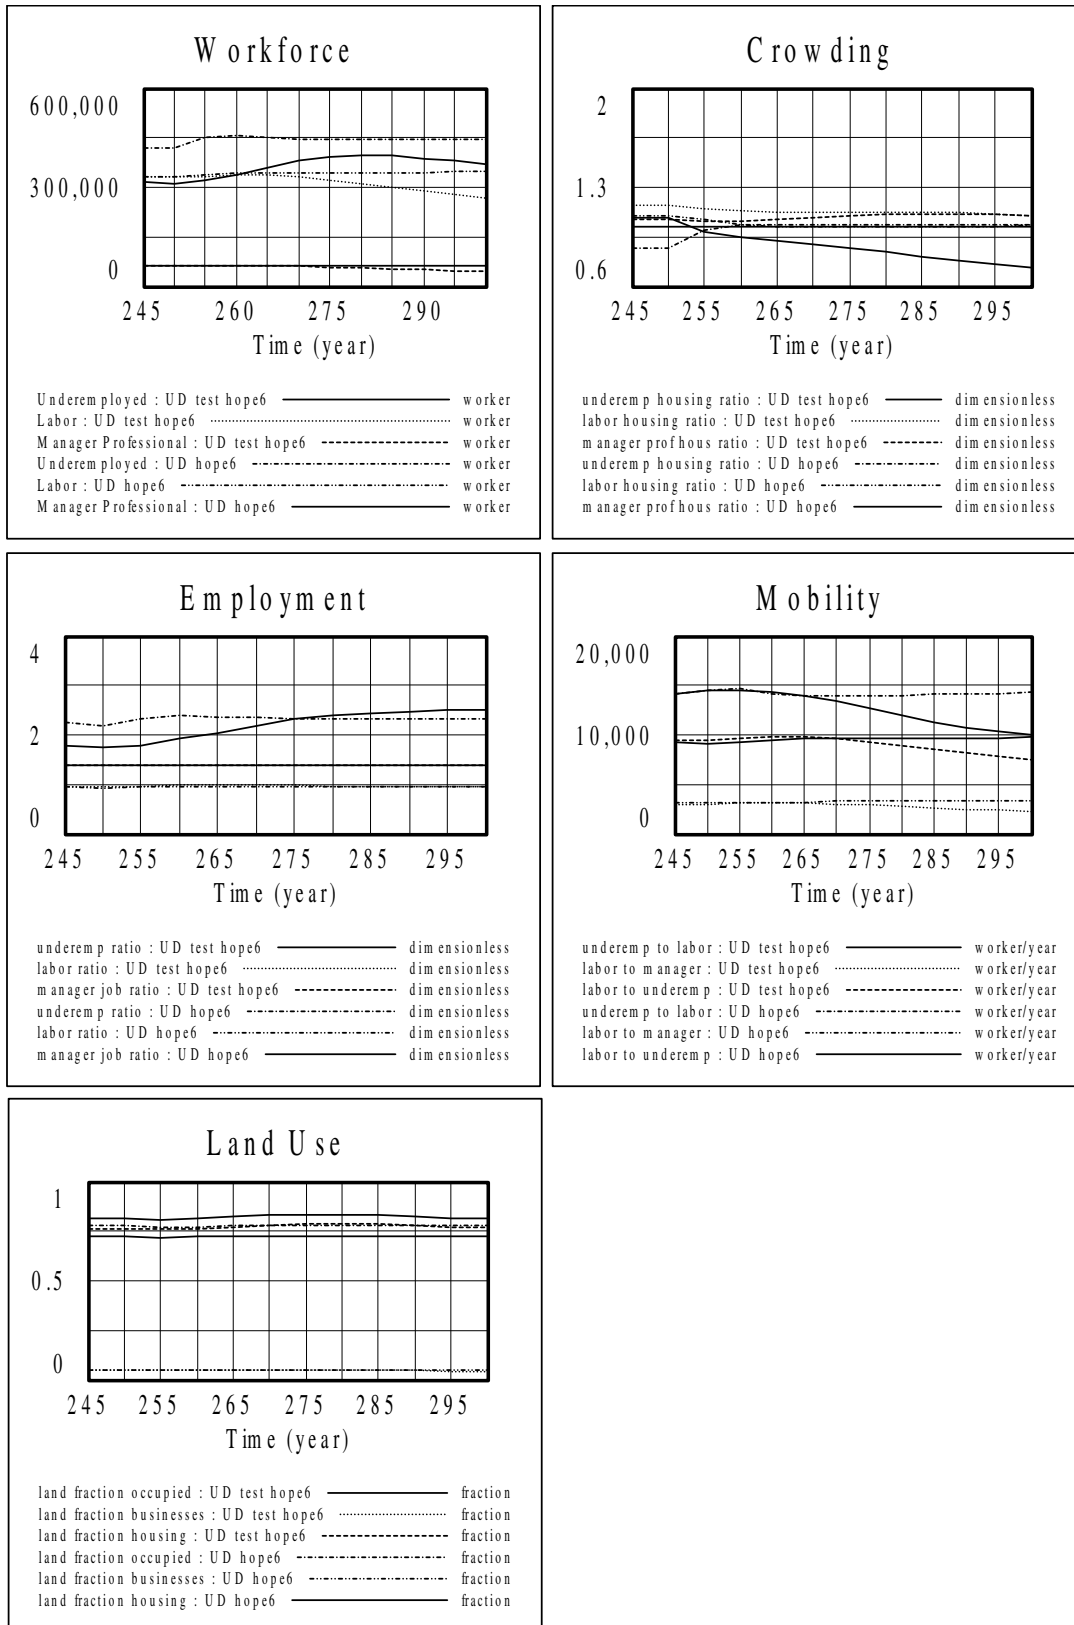 Workforce
600,000
300,000
0
245 260 275 290
Time (year)
Underemployed : UD test hope6 worker
Labor : UD test hope6 worker
Manager Professional : UD test hope6 worker
Underemployed : UD hope6 worker
Labor : UD hope6 worker
Manager Professional : UD hope6 worker
Crowding
2
1.3
0.6
245 255 265 275 285 295
Time (year)
underemp housing ratio : UD test hope6 dimensionless
labor housing ratio : UD test hope6 dimensionless
manager prof hous ratio : UD test hope6 dimensionless
underemp housing ratio : UD hope6 dimensionless
labor housing ratio : UD hope6 dimensionless
manager prof hous ratio : UD hope6 dimensionless
Employment
4
2
0
245 255 265 275 285 295
Time (year)
underemp ratio : UD test hope6 dimensionless
labor ratio : UD test hope6 dimensionless
manager job ratio : UD test hope6 dimensionless
underemp ratio : UD hope6 dimensionless
labor ratio : UD hope6 dimensionless
manager job ratio : UD hope6 dimensionless
Mobility
20,000
10,000
0
245 255 265 275 285 295
Time (year)
underemp to labor : UD test hope6 worker/year
labor to manager : UD test hope6 worker/year
labor to underemp : UD test hope6 worker/year
underemp to labor : UD hope6 worker/year
labor to manager : UD hope6 worker/year
labor to underemp : UD hope6 worker/year
Land Use
1
0.5
0
245 255 265 275 285 295
Time (year)
land fraction occupied : UD test hope6 fraction
land fraction businesses : UD test hope6 fraction
land fraction housing : UD test hope6 fraction
land fraction occupied : UD hope6 fraction
land fraction businesses : UD hope6 fraction
land fraction housing : UD hope6 fraction